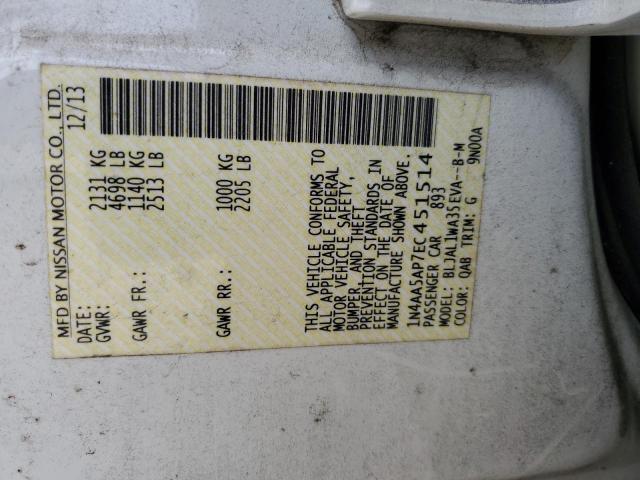 MFD BY NISSAN MOTOR CO., LTD.
DATE: 12/13
GVWR: 2131 KG
4698 LB
GAWR FR.: 1140 KG
2513 LB
GAWR RR.: 1000 KG
2205 LB
THIS VEHICLE CONFORMS TO
ALL APPLICABLE FEDERAL
MOTOR VEHICLE SAFETY,
BUMPER, AND THEFT
PREVENTION STANDARDS IN
EFFECT ON THE DATE OF
MANUFACTURE SHOWN ABOVE.
1N4AA5AP7EC451514
PASSENGER CAR 893
MODEL: BLJAL1WA35EVA--B-M
COLOR: QAB TRIM: G 9N00A